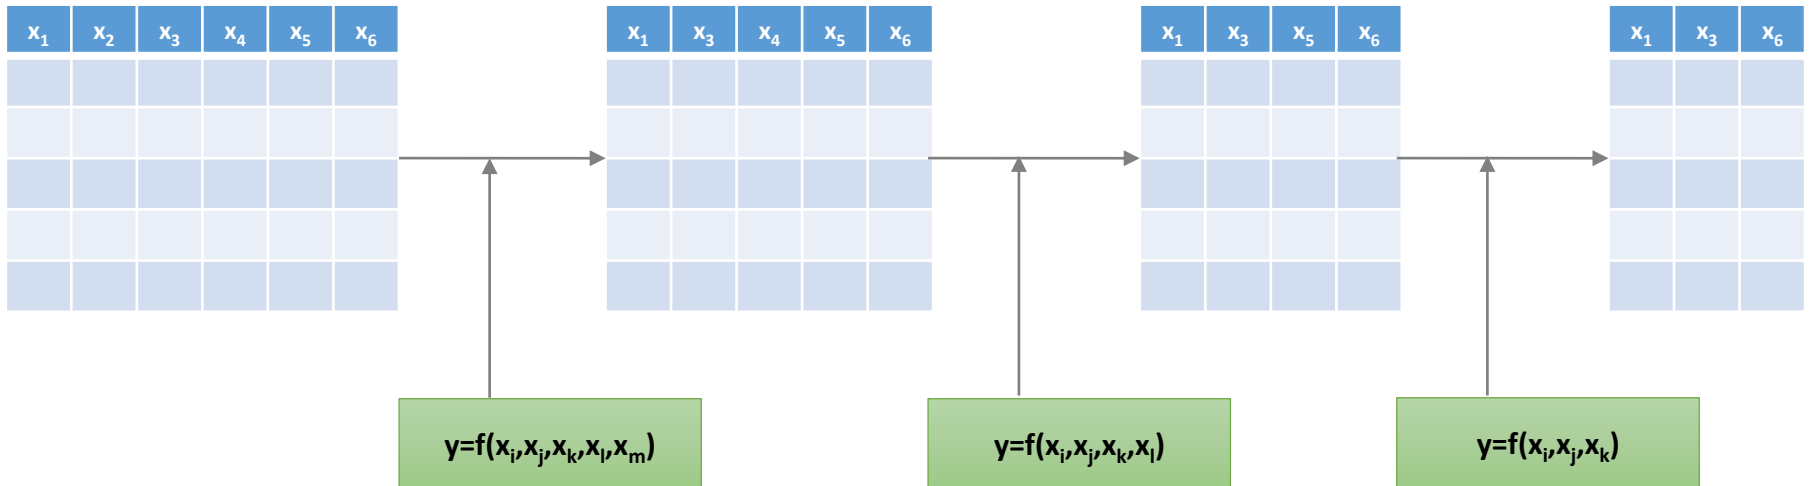 x₁ x₂ x₃ x₄ x₅ x₆
x₁ x₃ x₄ x₅ x₆
x₁ x₃ x₅ x₆
x₁ x₃ x₆
y=f(xᵢ,xⱼ,xₖ,xₗ,xₘ)
y=f(xᵢ,xⱼ,xₖ,xₗ)
y=f(xᵢ,xⱼ,xₖ)